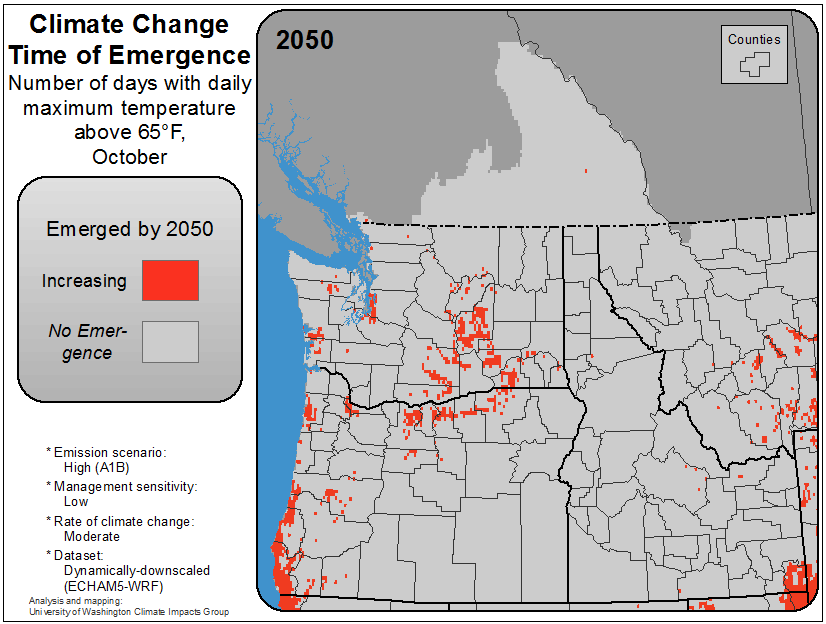 Climate Change
Time of Emergence
Number of days with daily
maximum temperature
above 65°F,
October
Emerged by 2050
Increasing
No Emer-
gence
* Emission scenario:
High (A1B)
* Management sensitivity:
Low
* Rate of climate change:
Moderate
* Dataset:
Dynamically-downscaled
(ECHAM5-WRF)
Analysis and mapping:
University of Washington Climate Impacts Group
2050
Counties